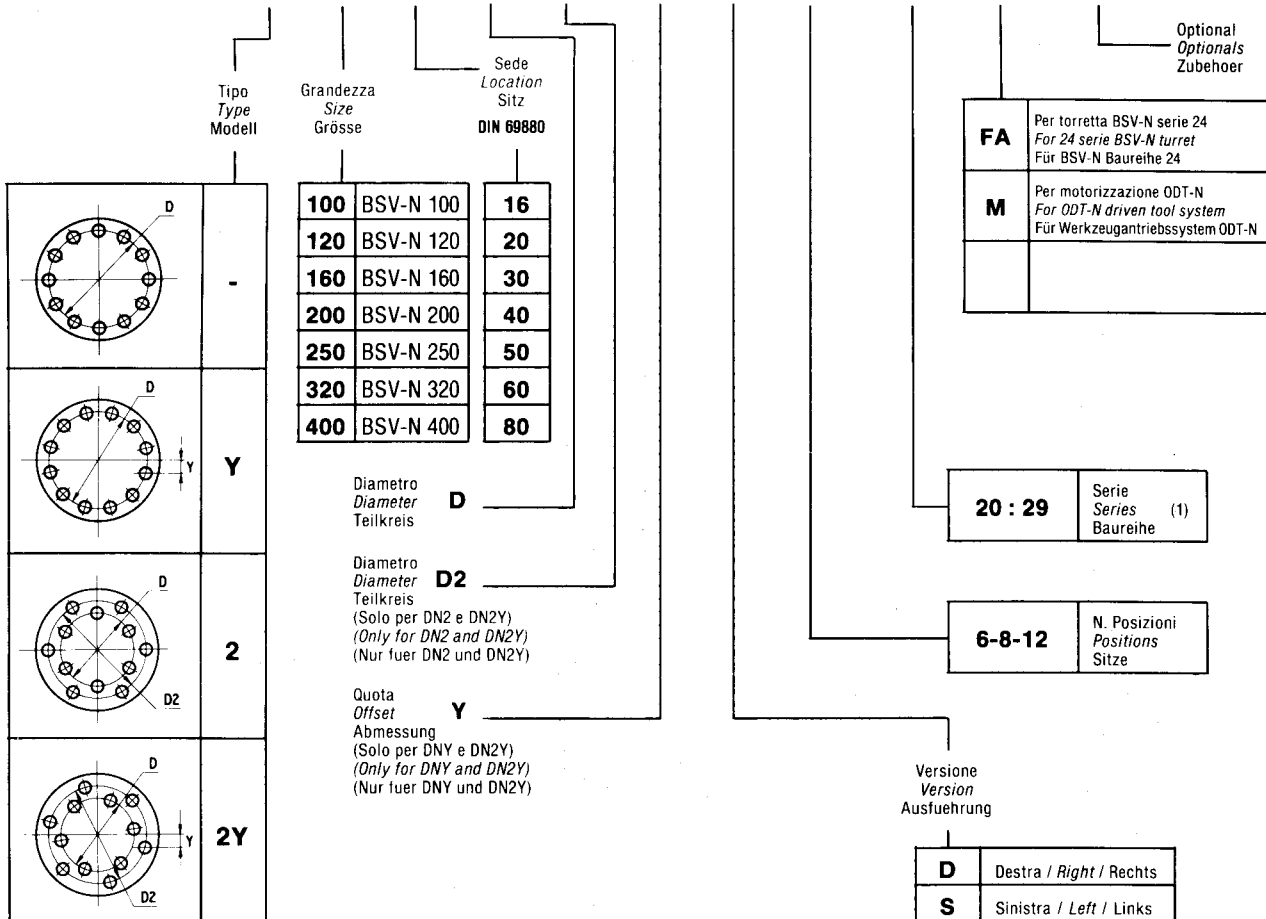 Optional
Optionals
Zubehoer
Tipo
Type
Modell
Grandezza
Size
Grösse
Sede
Location
Sitz
DIN 69880
FA
Per torretta BSV-N serie 24
For 24 serie BSV-N turret
Für BSV-N Baureihe 24
M
Per motorizzazione ODT-N
For ODT-N driven tool system
Für Werkzeugantriebssystem ODT-N
100 BSV-N 100 16
120 BSV-N 120 20
160 BSV-N 160 30
200 BSV-N 200 40
250 BSV-N 250 50
320 BSV-N 320 60
400 BSV-N 400 80
D
-
D
Y
Y
D
D2
2
D
Y
D2
2Y
Diametro
Diameter D
Teilkreis
Diametro
Diameter D2
Teilkreis
(Solo per DN2 e DN2Y)
(Only for DN2 and DN2Y)
(Nur fuer DN2 und DN2Y)
Quota
Offset Y
Abmessung
(Solo per DNY e DN2Y)
(Only for DNY and DN2Y)
(Nur fuer DNY und DN2Y)
20 : 29
Serie
Series (1)
Baureihe
6-8-12
N. Posizioni
Positions
Sitze
Versione
Version
Ausfuehrung
D Destra / Right / Rechts
S Sinistra / Left / Links